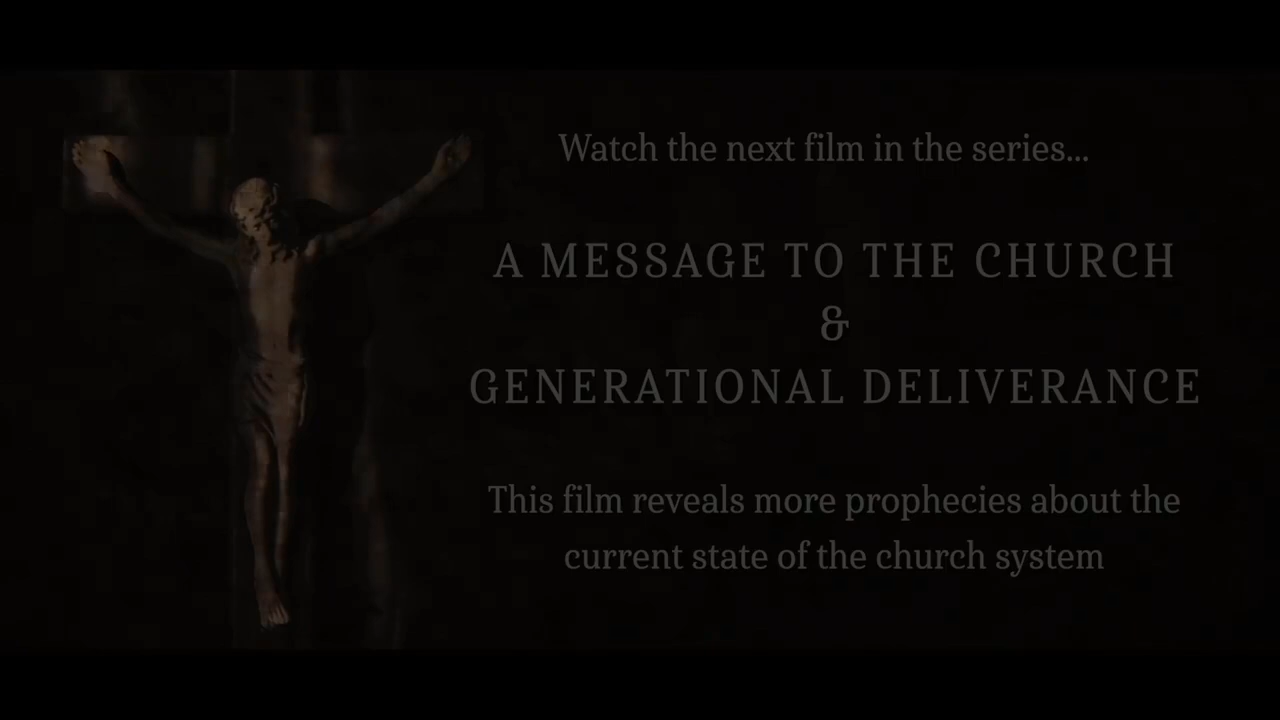 Watch the next film in the series...
A MESSAGE TO THE CHURCH
&
GENERATIONAL DELIVERANCE
This film reveals more prophecies about the
current state of the church system